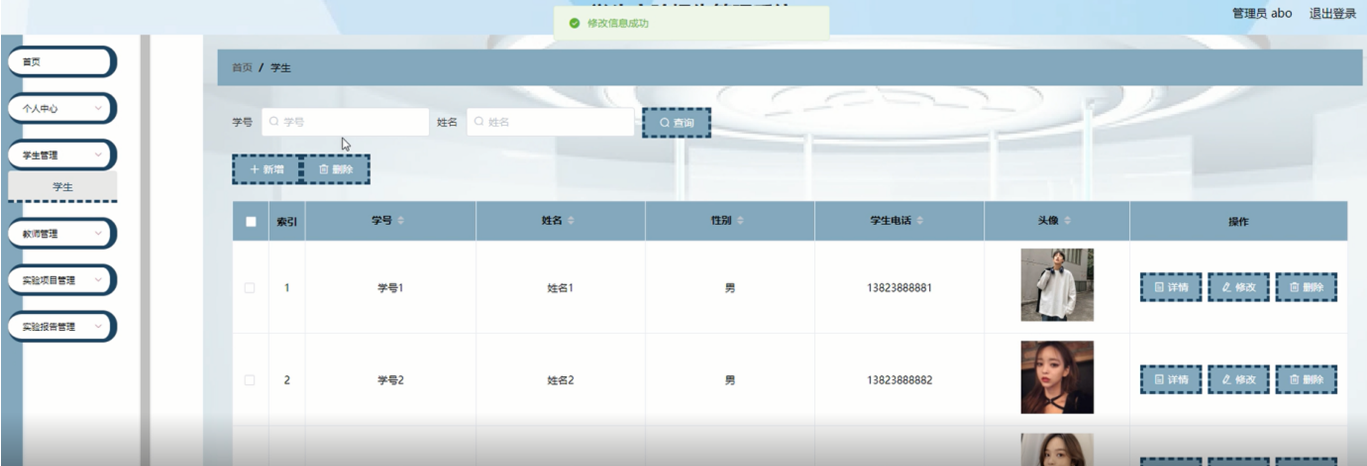 修改信息成功
管理员 abo 退出登录
首页
个人中心
学生管理
学生
教师管理
实验项目管理
实验报告管理
首页 / 学生
学号 学号 姓名 姓名 查询
新增 删除
索引 学号 姓名 性别 学生电话 头像 操作
1 学号1 姓名1 男 13823888881 详情 修改 删除
2 学号2 姓名2 男 13823888882 详情 修改 删除